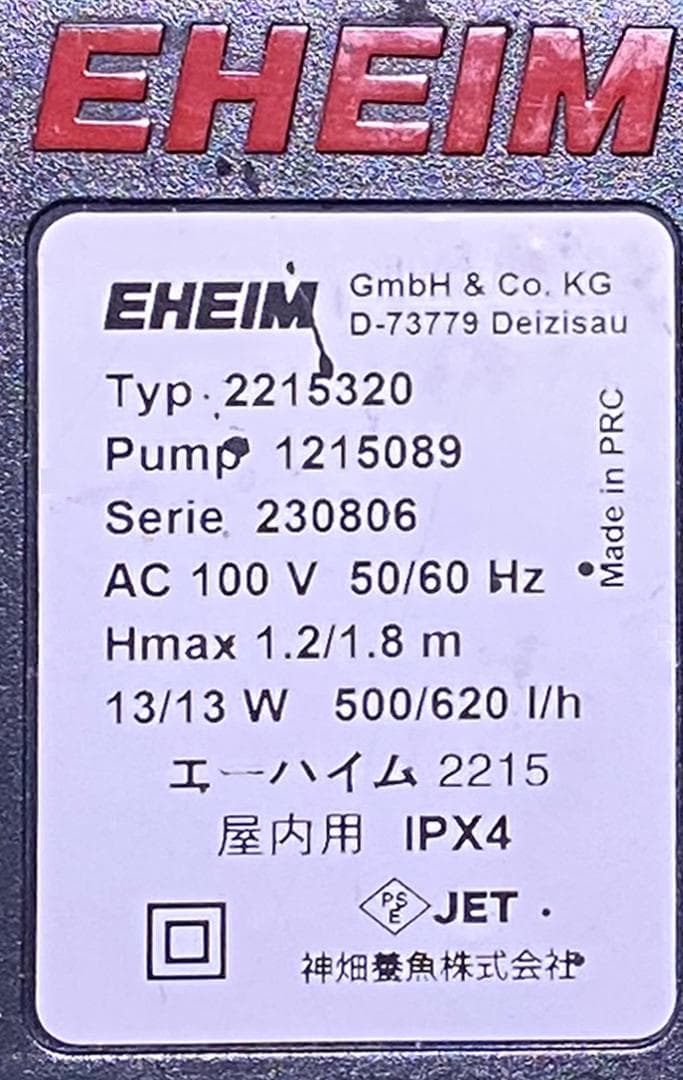 EHEIM
EHEIM GmbH & Co. KG
D-73779 Deizisau
Typ 2215320
Pump 1215089
Serie 230806
AC 100 V 50/60 Hz
Made in PRC
Hmax 1.2/1.8 m
13/13 W 500/620 l/h
エーハイム 2215
屋内用 IPX4
PS
E
JET
神畑養魚株式会社